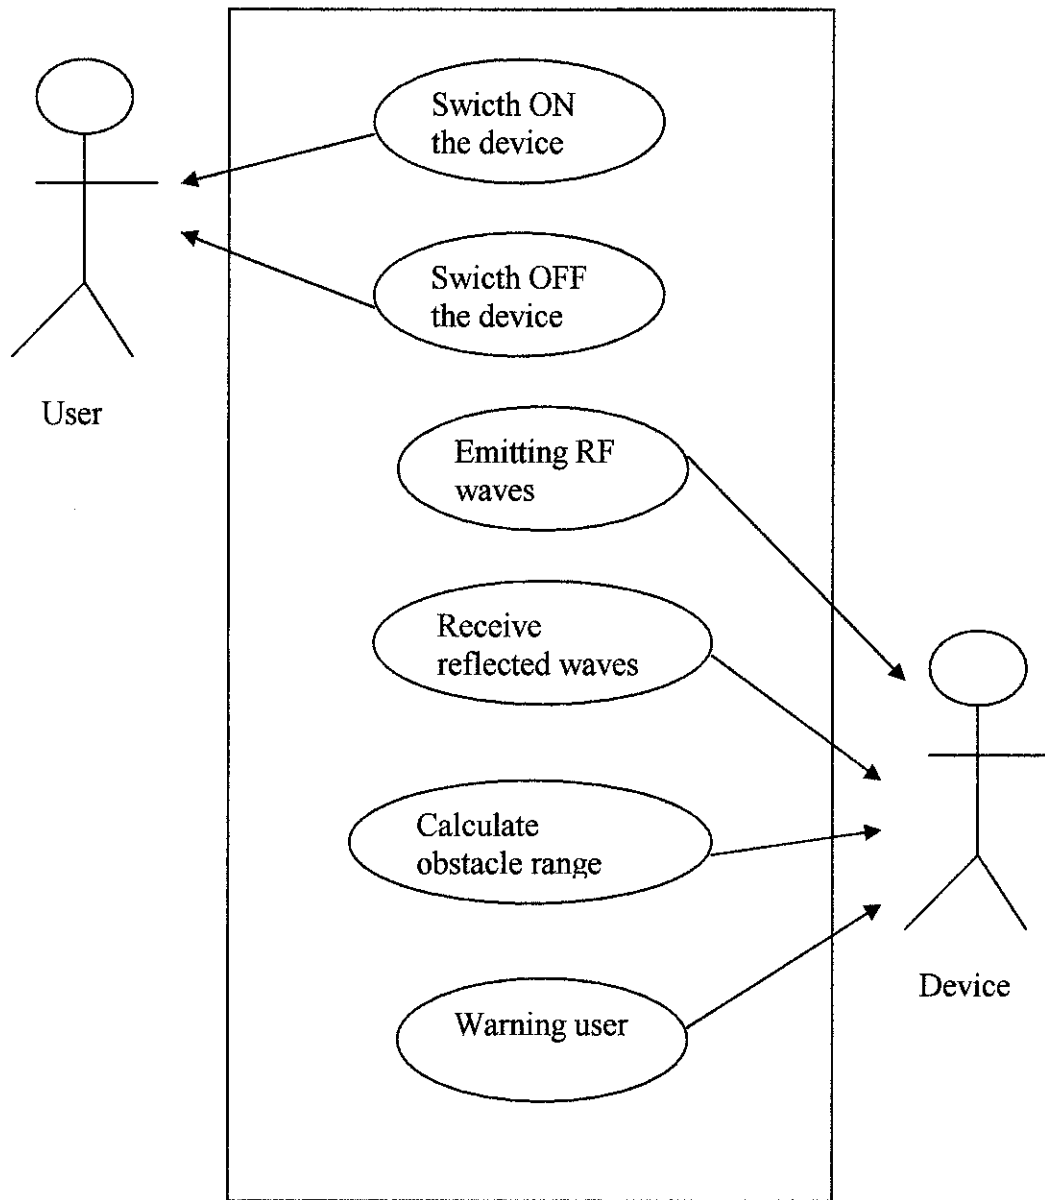 Swicth ON
the device
Swicth OFF
the device
User
Emitting RF
waves
Receive
reflected waves
Calculate
obstacle range
Device
Warning user